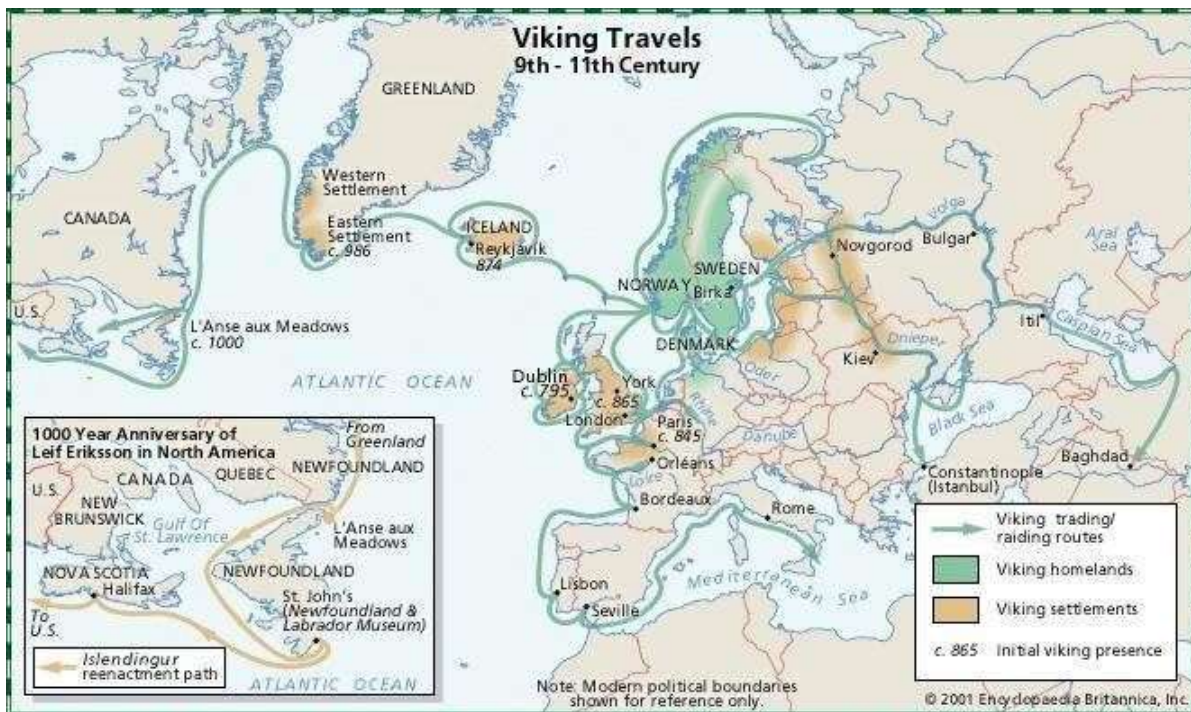 Viking Travels
9th - 11th Century
GREENLAND
Western
Settlement
Eastern
Settlement
c. 986
CANADA
ICELAND
Reykjávik
874
U.S.
L'Anse aux Meadows
c. 1000
ATLANTIC OCEAN
NORWAY
SWEDEN
Birka
DENMARK
Novgorod
Volga
Bulgar
Aral
Sea
Itil
Caspian Sea
Dnieper
Kiev
Oder
Dublin
c. 795
York
c. 865
London
Rhine
Paris
c. 845
Danube
Orléans
Loire
Bordeaux
Rome
Black Sea
Constantinople
(Istanbul)
Baghdad
Lisbon
Seville
Mediterranean Sea
1000 Year Anniversary of
Leif Eriksson in North America
From
Greenland
U.S.
CANADA
QUEBEC
NEWFOUNDLAND
NEW
BRUNSWICK
Gulf Of
St. Lawrence
L'Anse aux
Meadows
NOVA SCOTIA
Halifax
NEWFOUNDLAND
St. John's
(Newfoundland &
Labrador Museum)
To
U.S.
Islendingur
reenactment path
ATLANTIC OCEAN
Viking trading/
raiding routes
Viking homelands
Viking settlements
c. 865 Initial viking presence
Note: Modern political boundaries
shown for reference only.
© 2001 Encyclopaedia Britannica, Inc.